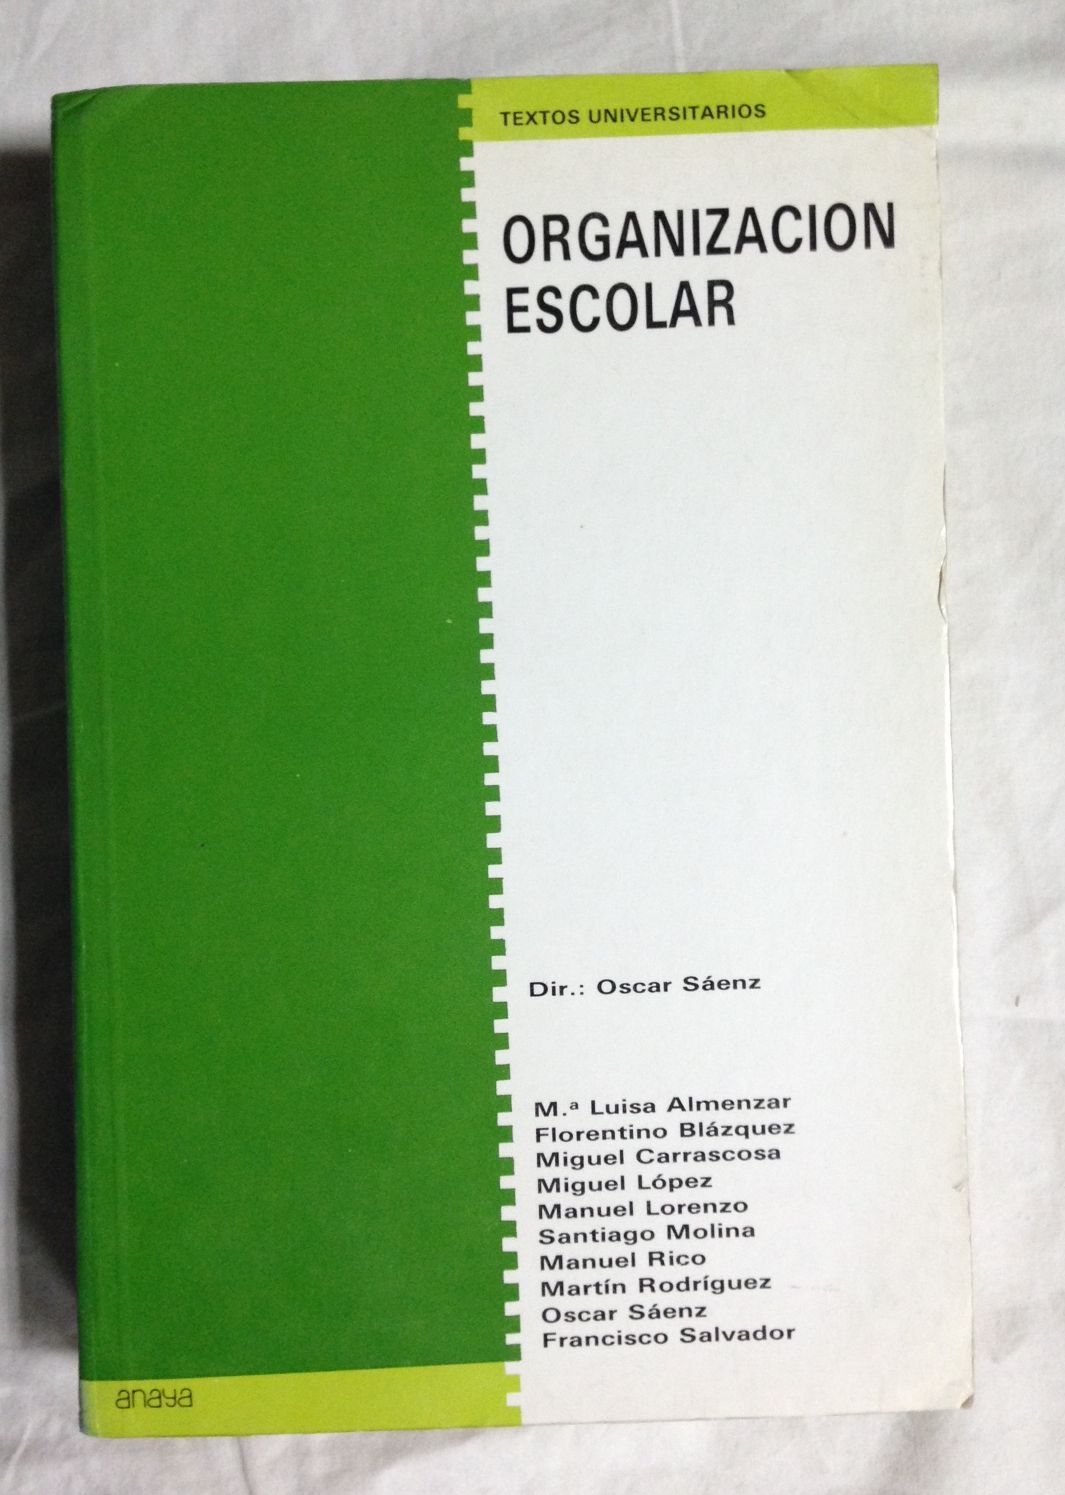 TEXTOS UNIVERSITARIOS
ORGANIZACION
ESCOLAR
Dir.: Oscar Sáenz
M.ª Luisa Almenzar
Florentino Blázquez
Miguel Carrascosa
Miguel López
Manuel Lorenzo
Santiago Molina
Manuel Rico
Martín Rodríguez
Oscar Sáenz
Francisco Salvador
anaya